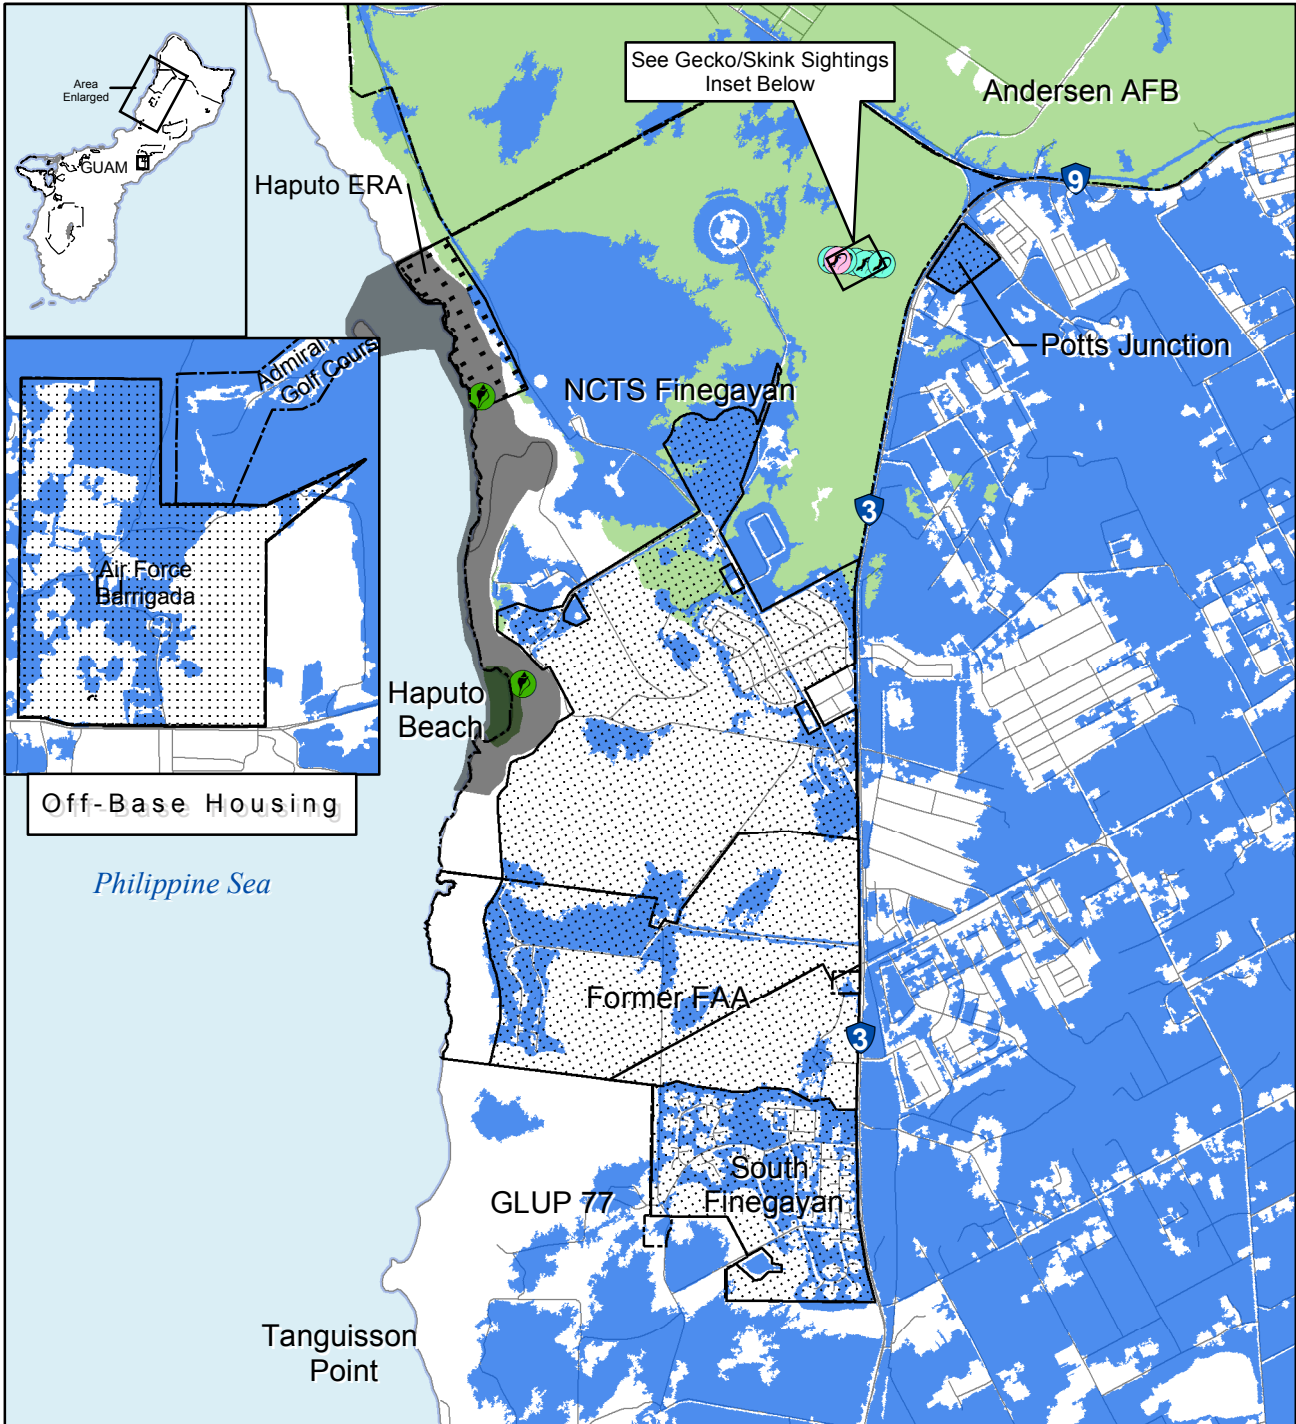 Area
Enlarged
GUAM
See Gecko/Skink Sightings
Inset Below
Andersen AFB
9
Haputo ERA
Potts Junction
Admiral
Golf Cours
NCTS Finegayan
3
Air Force
Barrigada
Haputo
Beach
Off-Base Housing
Philippine Sea
Former FAA
3
South
Finegayan
GLUP 77
Tanguisson
Point